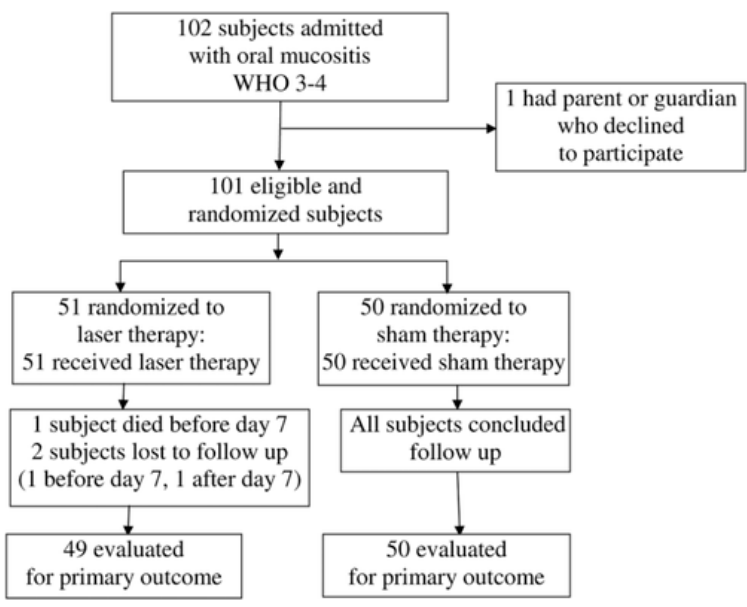 102 subjects admitted
with oral mucositis
WHO 3-4
1 had parent or guardian
who declined
to participate
101 eligible and
randomized subjects
51 randomized to
laser therapy:
51 received laser therapy
50 randomized to
sham therapy:
50 received sham therapy
1 subject died before day 7
2 subjects lost to follow up
(1 before day 7, 1 after day 7)
All subjects concluded
follow up
49 evaluated
for primary outcome
50 evaluated
for primary outcome